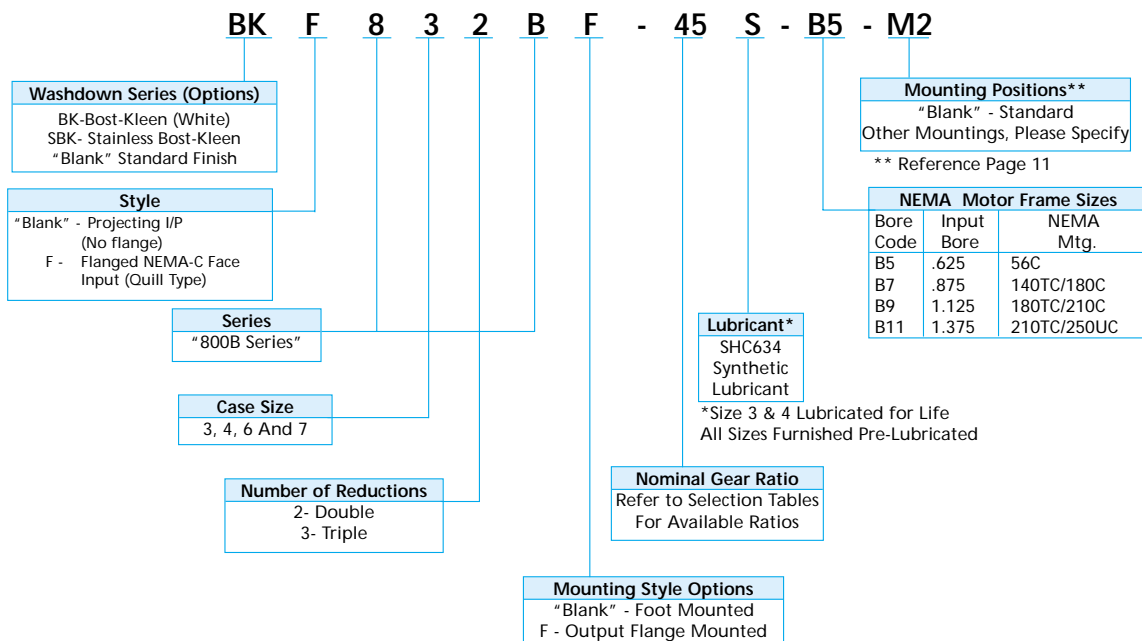 BK F 8 3 2 B F - 45 S - B5 - M2
Washdown Series (Options)
BK-Bost-Kleen (White)
SBK- Stainless Bost-Kleen
"Blank" Standard Finish
Mounting Positions**
"Blank" - Standard
Other Mountings, Please Specify
** Reference Page 11
Style
"Blank" - Projecting I/P
(No flange)
F - Flanged NEMA-C Face
Input (Quill Type)
NEMA Motor Frame Sizes
Bore Input NEMA
Code Bore Mtg.
B5 .625 56C
B7 .875 140TC/180C
B9 1.125 180TC/210C
B11 1.375 210TC/250UC
Series
"800B Series"
Lubricant*
SHC634
Synthetic
Lubricant
*Size 3 & 4 Lubricated for Life
All Sizes Furnished Pre-Lubricated
Case Size
3, 4, 6 And 7
Number of Reductions
2- Double
3- Triple
Nominal Gear Ratio
Refer to Selection Tables
For Available Ratios
Mounting Style Options
"Blank" - Foot Mounted
F - Output Flange Mounted